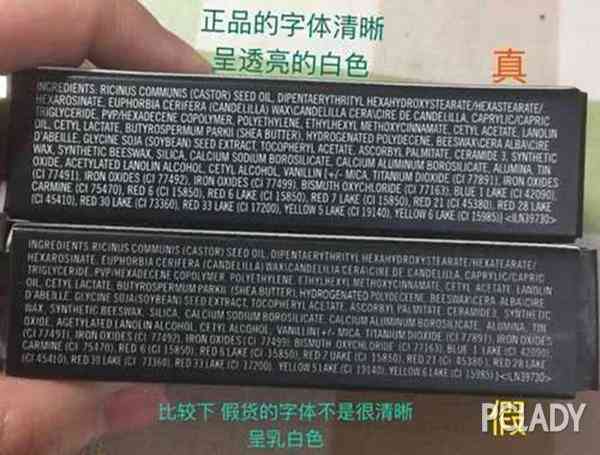 正品的字体清晰
呈透亮的白色
真
INGREDIENTS: RICINUS COMMUNIS (CASTOR) SEED OIL, DIPENTAERYTHRITYL HEXAHYDROXYSTEARATE/HEXASTEARATE/
HEXAROSINATE, EUPHORBIA CERIFERA (CANDELILLA) WAX\CANDELILLA CERA\CIRE DE CANDELILLA, CAPRYLIC/CAPRIC
TRIGLYCERIDE, PVP/HEXADECENE COPOLYMER, POLYETHYLENE, ETHYLHEXYL METHOXYCINNAMATE, CETYL ACETATE, LANOLIN
OIL, CETYL LACTATE, BUTYROSPERMUM PARKII (SHEA BUTTER), HYDROGENATED POLYDECENE, BEESWAX\CERA ALBA\CIRE
D'ABEILLE, GLYCINE SOJA (SOYBEAN) SEED EXTRACT, TOCOPHERYL ACETATE, ASCORBYL PALMITATE, CERAMIDE 3, SYNTHETIC
WAX, SYNTHETIC BEESWAX, SILICA, CALCIUM SODIUM BOROSILICATE, CALCIUM ALUMINUM BOROSILICATE, ALUMINA, TIN
OXIDE, ACETYLATED LANOLIN ALCOHOL, CETYL ALCOHOL, VANILLIN [+/- MICA, TITANIUM DIOXIDE (CI 77891), IRON OXIDES
(CI 77491), IRON OXIDES (CI 77492), IRON OXIDES (CI 77499), BISMUTH OXYCHLORIDE (CI 77163), BLUE 1 LAKE (CI 42090),
CARMINE (CI 75470), RED 6 (CI 15850), RED 6 LAKE (CI 15850), RED 7 LAKE (CI 15850), RED 21 (CI 45380), RED 28 LAKE
(CI 45410), RED 30 LAKE (CI 73360), RED 33 LAKE (CI 17200), YELLOW 5 LAKE (CI 19140), YELLOW 6 LAKE (CI 15985)] <ILN39730>
INGREDIENTS: RICINUS COMMUNIS (CASTOR) SEED OIL, DIPENTAERYTHRITYL HEXAHYDROXYSTEARATE/HEXASTEARATE/
HEXAROSINATE, EUPHORBIA CERIFERA (CANDELILLA) WAX\CANDELILLA CERA\CIRE DE CANDELILLA, CAPRYLIC/CAPRIC
TRIGLYCERIDE, PVP/HEXADECENE COPOLYMER, POLYETHYLENE, ETHYLHEXYL METHOXYCINNAMATE, CETYL ACETATE, LANOLIN
OIL, CETYL LACTATE, BUTYROSPERMUM PARKII (SHEA BUTTER), HYDROGENATED POLYDECENE, BEESWAX\CERA ALBA\CIRE
D'ABEILLE, GLYCINE SOJA(SOYBEAN) SEED EXTRACT, TOCOPHERYL ACETATE, ASCORBYL PALMITATE, CERAMIDE3, SYNTHETIC
WAX, SYNTHETIC BEESWAX, SILICA, CALCIUM SODIUM BOROSILICATE, CALCIUM ALUMINUM BOROSILICATE, ALUMINA, TIN
OXIDE, AGETYLATED LANOLIN ALCOHOL, CETYL ALCOHOL, VANILLIN[+/- MICA, TITANIUM DIOXIDE (CI 77891), IRON OXIDES
(CI 77491), IRON OXIDES (CI 77492), IRON OXIDES (CI 77499), BISMUTH OXYCHLORIDE (CI 77163), BLUE 1 LAKE (CI 42090),
CARMINE (CI 75470), RED 6 (CI 15850), RED 6 LAKE (CI 15850), RED 7 LAKE (CI 15850), RED 21 (CI 45380), RED 28 LAKE
(CI 45410), RED 30 LAKE (CI 73360), RED 33 LAKE (CI 17200), YELLOW 5 LAKE(CI 19140), YELLOW 6 LAKE (CI 15985)] <ILN39730>
假
PCLADY
比较下 假货的字体不是很清晰
呈乳白色